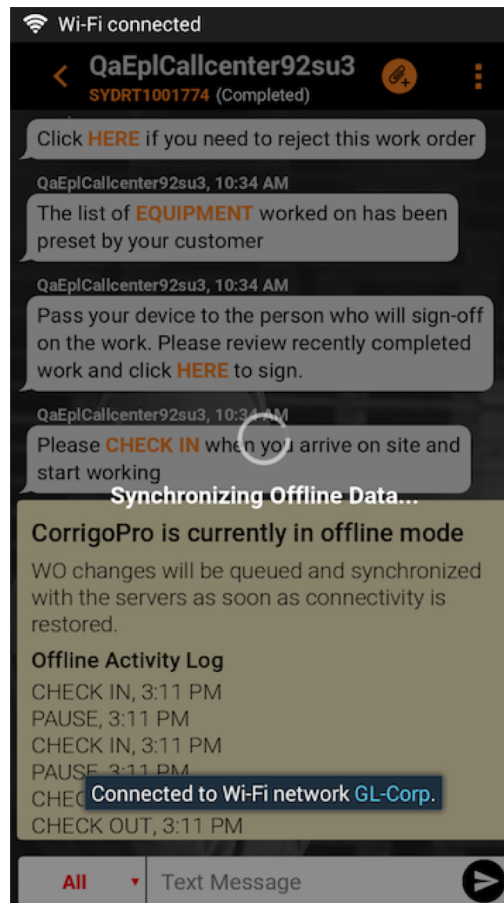 Wi-Fi connected
QaEplCallcenter92su3
SYDRT1001774 (Completed)
Click HERE if you need to reject this work order
QaEplCallcenter92su3, 10:34 AM
The list of EQUIPMENT worked on has been
preset by your customer
QaEplCallcenter92su3, 10:34 AM
Pass your device to the person who will sign-off
on the work. Please review recently completed
work and click HERE to sign.
QaEplCallcenter92su3, 10:34 AM
Please CHECK IN when you arrive on site and
start working
Synchronizing Offline Data...
CorrigoPro is currently in offline mode
WO changes will be queued and synchronized
with the servers as soon as connectivity is
restored.
Offline Activity Log
CHECK IN, 3:11 PM
PAUSE, 3:11 PM
CHECK IN, 3:11 PM
PAUSE, 3:11 PM
Connected to Wi-Fi network GL-Corp.
CHECK OUT, 3:11 PM
All
Text Message